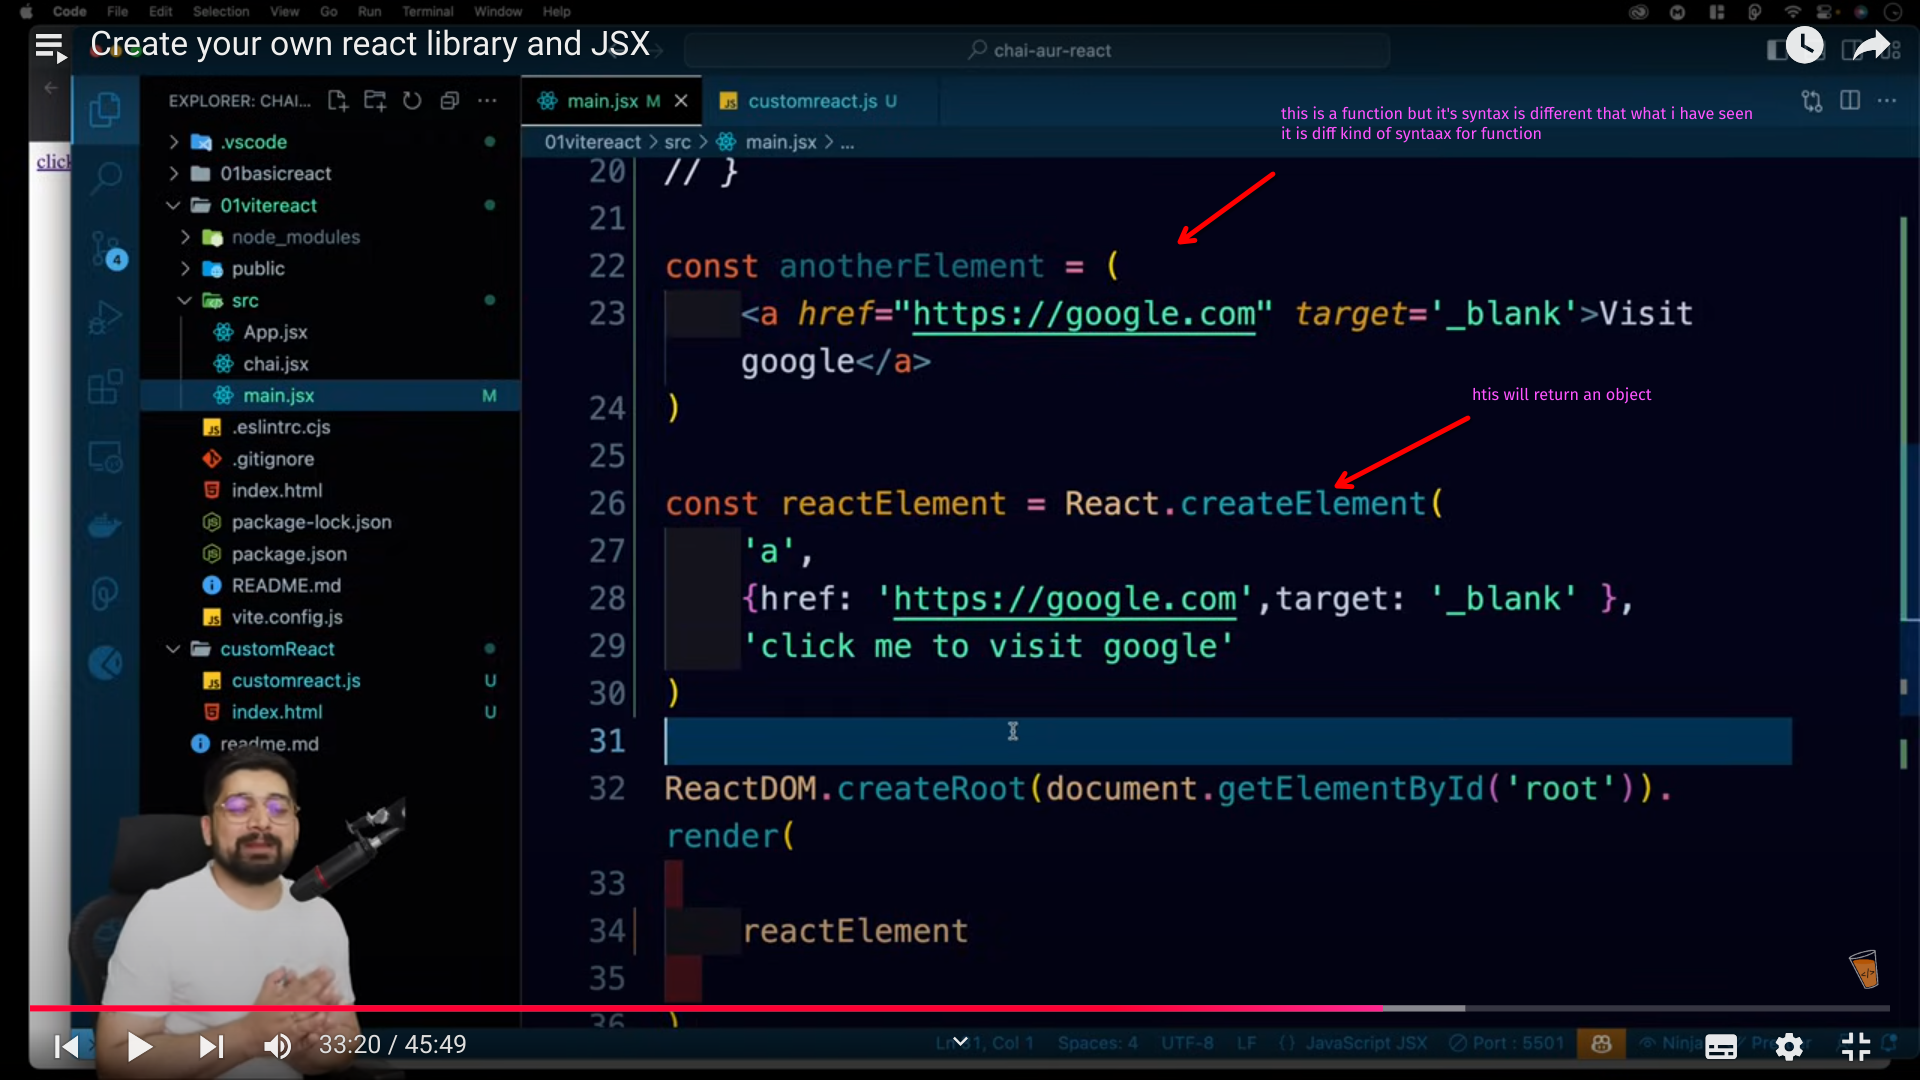 Code File Edit Selection View Go Run Terminal Window Help
Create your own react library and JSX
chai-aur-react
EXPLORER: CHAI...
main.jsx M
customreact.js U
this is a function but it's syntax is different that what i have seen
it is diff kind of syntaax for function
01vitereact > src > main.jsx > ...
click
.vscode
01basicreact
01vitereact
node_modules
public
src
App.jsx
chai.jsx
main.jsx M
.eslintrc.cjs
.gitignore
index.html
package-lock.json
package.json
README.md
vite.config.js
customReact
customreact.js U
index.html U
readme.md
4
20 // }
21
22 const anotherElement = (
23 <a href="https://google.com" target='_blank'>Visit
google</a>
24 )
htis will return an object
25
26 const reactElement = React.createElement(
27 'a',
28 {href: 'https://google.com',target: '_blank' },
29 'click me to visit google'
30 )
31
32 ReactDOM.createRoot(document.getElementById('root')).
render(
33
34 reactElement
35
36 )
33:20 / 45:49
Ln 31, Col 1 Spaces: 4 UTF-8 LF {} JavaScript JSX Port : 5501 Ninja